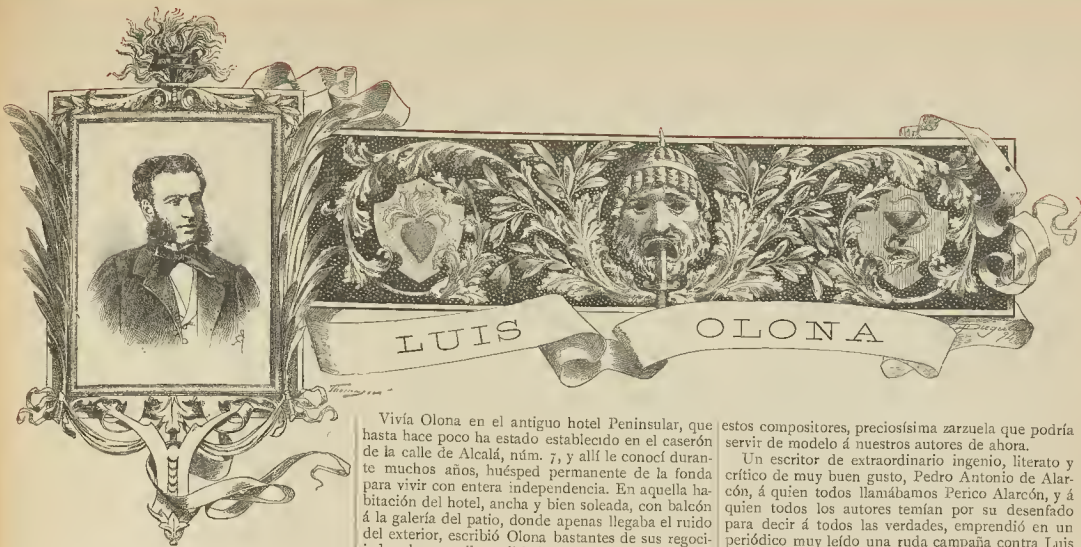 LUIS OLONA
Vivía Olona en el antiguo hotel Peninsular, que
hasta hace poco ha estado establecido en el caserón
de la calle de Alcalá, núm. 7, y allí le conocí duran-
te muchos años, huésped permanente de la fonda
para vivir con entera independencia. En aquella ha-
bitación del hotel, ancha y bien soleada, con balcón
á la galería del patio, donde apenas llegaba el ruido
del exterior, escribió Olona bastantes de sus regoci-
estos compositores, preciosísima zarzuela que podría
servir de modelo á nuestros autores de ahora.
Un escritor de extraordinario ingenio, literato y
crítico de muy buen gusto, Pedro Antonio de Alar-
cón, á quien todos llamábamos Perico Alarcón, y á
quien todos los autores temían por su desenfado
para decir á todos las verdades, emprendió en un
periódico muy leído una ruda campaña contra Luis